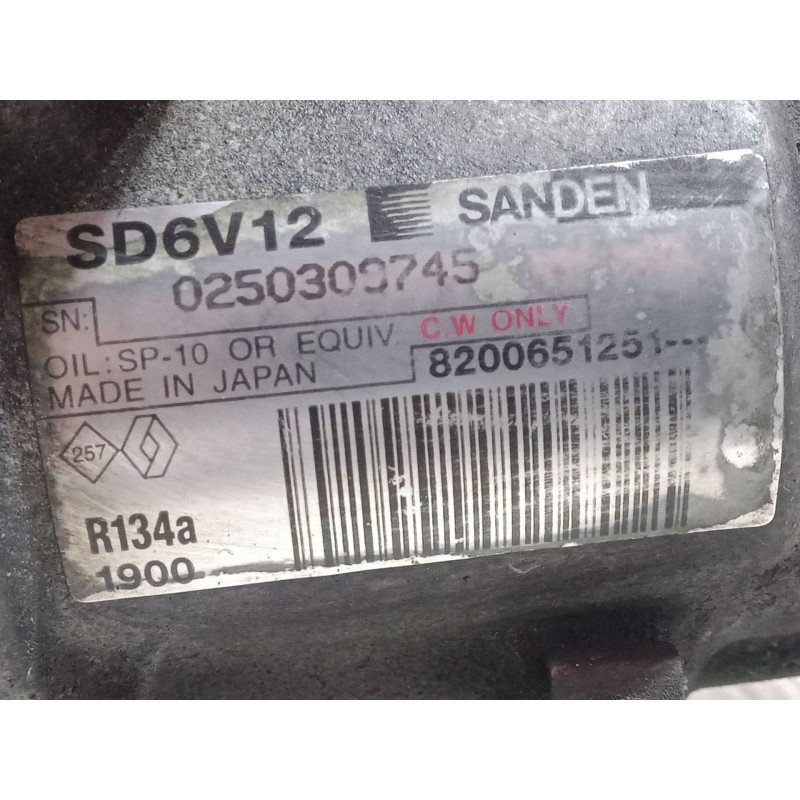 SD6V12 SANDEN
SN: 0250309745
OIL: SP-10 OR EQUIV C.W ONLY
MADE IN JAPAN 8200651251---
257
R134a
1900